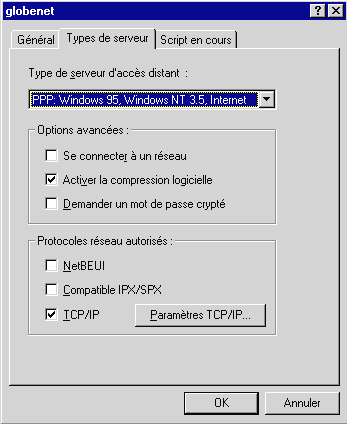 globenet
Général Types de serveur Script en cours
Type de serveur d'accès distant :
PPP: Windows 95, Windows NT 3.5, Internet
Options avancées :
Se connecter à un réseau
Activer la compression logicielle
Demander un mot de passe crypté
Protocoles réseau autorisés :
NetBEUI
Compatible IPX/SPX
TCP/IP Paramètres TCP/IP...
OK Annuler